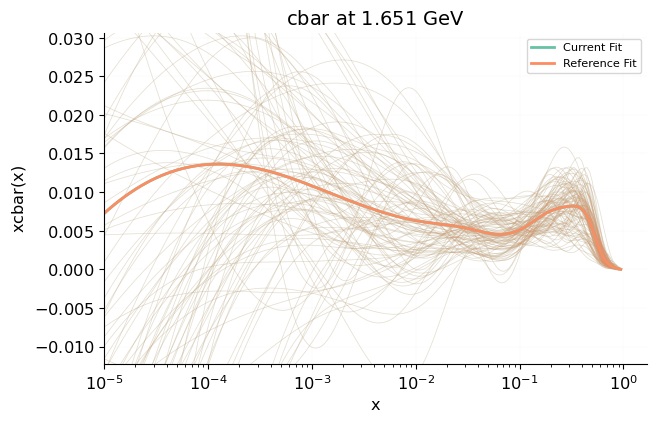 cbar at 1.651 GeV
Current Fit
Reference Fit
xcbar(x)
0.030
0.025
0.020
0.015
0.010
0.005
0.000
−0.005
−0.010
10⁻⁵ 10⁻⁴ 10⁻³ 10⁻² 10⁻¹ 10⁰
x